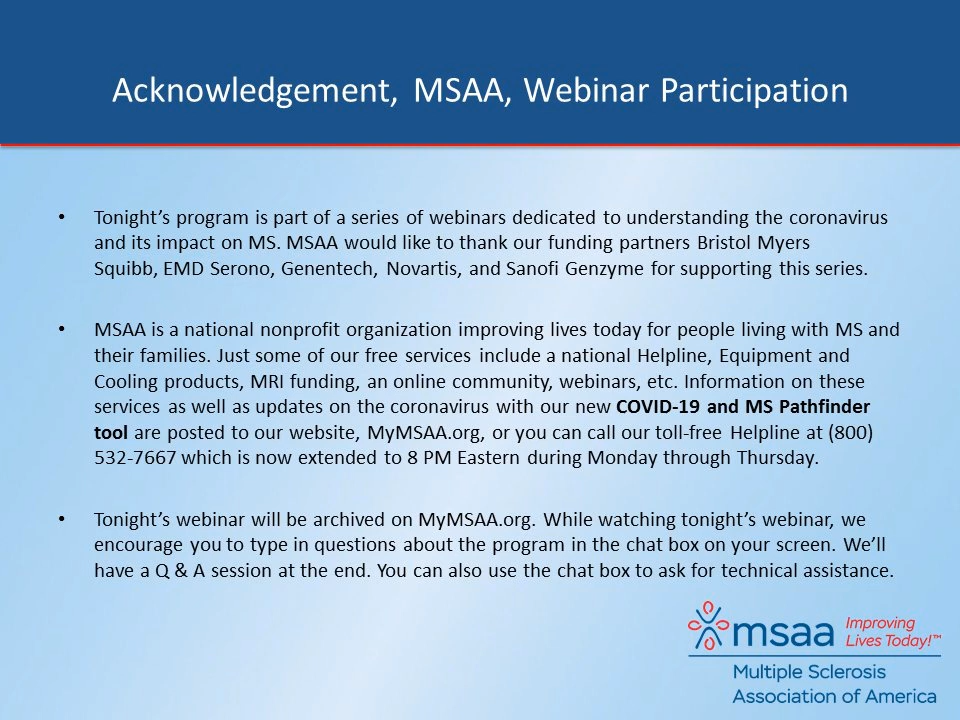 Acknowledgement, MSAA, Webinar Participation
• Tonight’s program is part of a series of webinars dedicated to understanding the coronavirus
and its impact on MS. MSAA would like to thank our funding partners Bristol Myers
Squibb, EMD Serono, Genentech, Novartis, and Sanofi Genzyme for supporting this series.
• MSAA is a national nonprofit organization improving lives today for people living with MS and
their families. Just some of our free services include a national Helpline, Equipment and
Cooling products, MRI funding, an online community, webinars, etc. Information on these
services as well as updates on the coronavirus with our new COVID-19 and MS Pathfinder
tool are posted to our website, MyMSAA.org, or you can call our toll-free Helpline at (800)
532-7667 which is now extended to 8 PM Eastern during Monday through Thursday.
• Tonight’s webinar will be archived on MyMSAA.org. While watching tonight’s webinar, we
encourage you to type in questions about the program in the chat box on your screen. We’ll
have a Q & A session at the end. You can also use the chat box to ask for technical assistance.
msaa
Improving
Lives Today!™
Multiple Sclerosis
Association of America